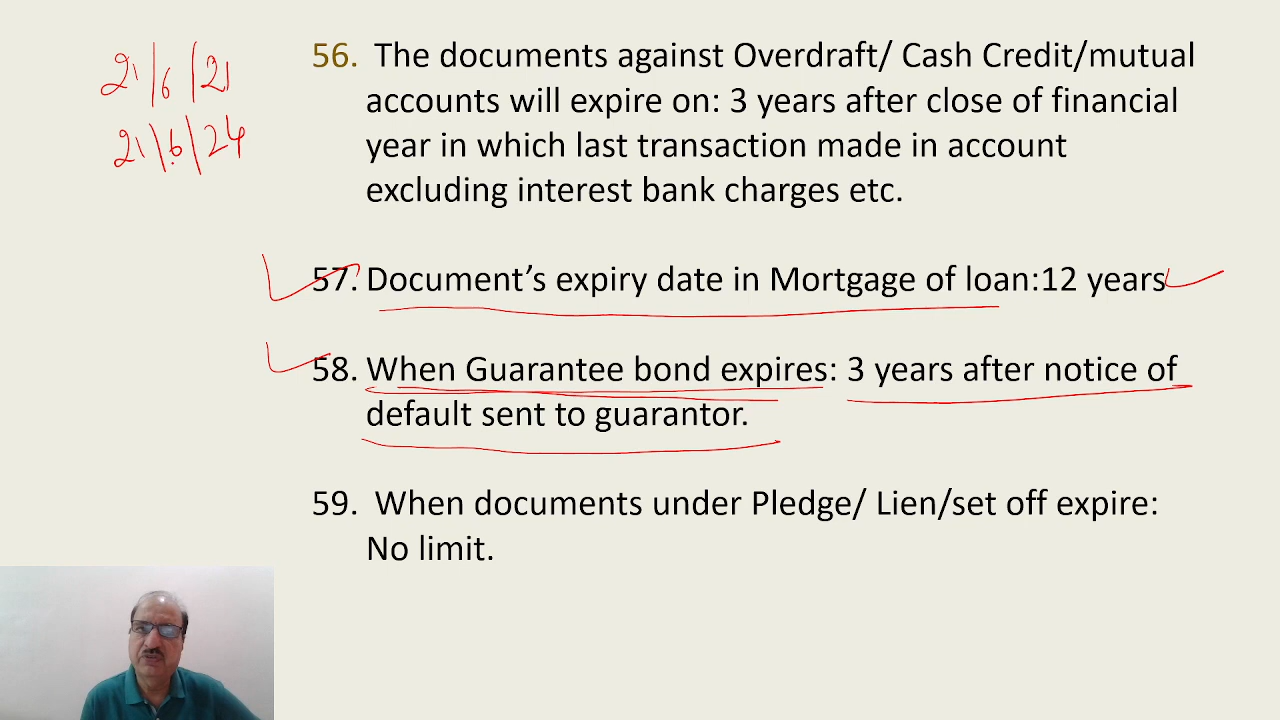 21/6/21
21/6/24
56. The documents against Overdraft/ Cash Credit/mutual
accounts will expire on: 3 years after close of financial
year in which last transaction made in account
excluding interest bank charges etc.
57. Document’s expiry date in Mortgage of loan:12 years
58. When Guarantee bond expires: 3 years after notice of
default sent to guarantor.
59. When documents under Pledge/ Lien/set off expire:
No limit.